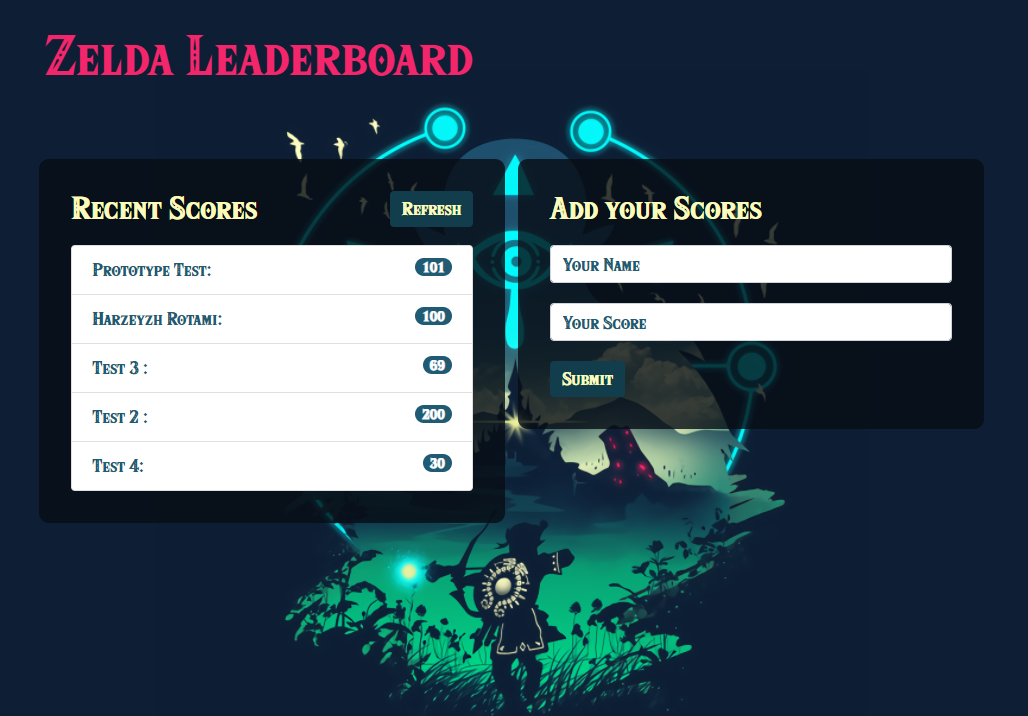 Zelda Leaderboard
Recent Scores
Refresh
Prototype Test: 101
Harzeyzh Rotami: 100
Test 3 : 69
Test 2 : 200
Test 4: 30
Add your Scores
Your Name
Your Score
Submit